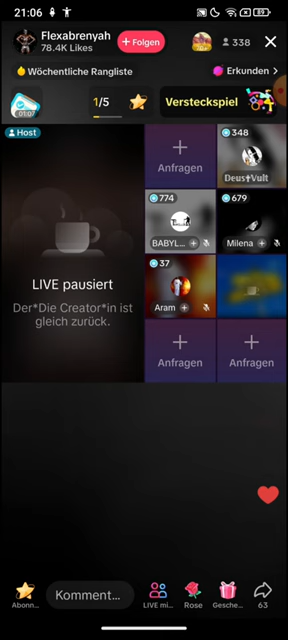 21:06
89
Flexabrenyah
78.4K Likes
+ Folgen
338
Wöchentliche Rangliste
Erkunden >
01:07
1/5
Versteckspiel
Host
LIVE pausiert
Der*Die Creator*in ist
gleich zurück.
Anfragen
348
Deus†Vult
774
BABYL...
679
Milena
37
Aram
Anfragen
Anfragen
Abonn...
Komment...
LIVE mi...
Rose
Gesche...
63